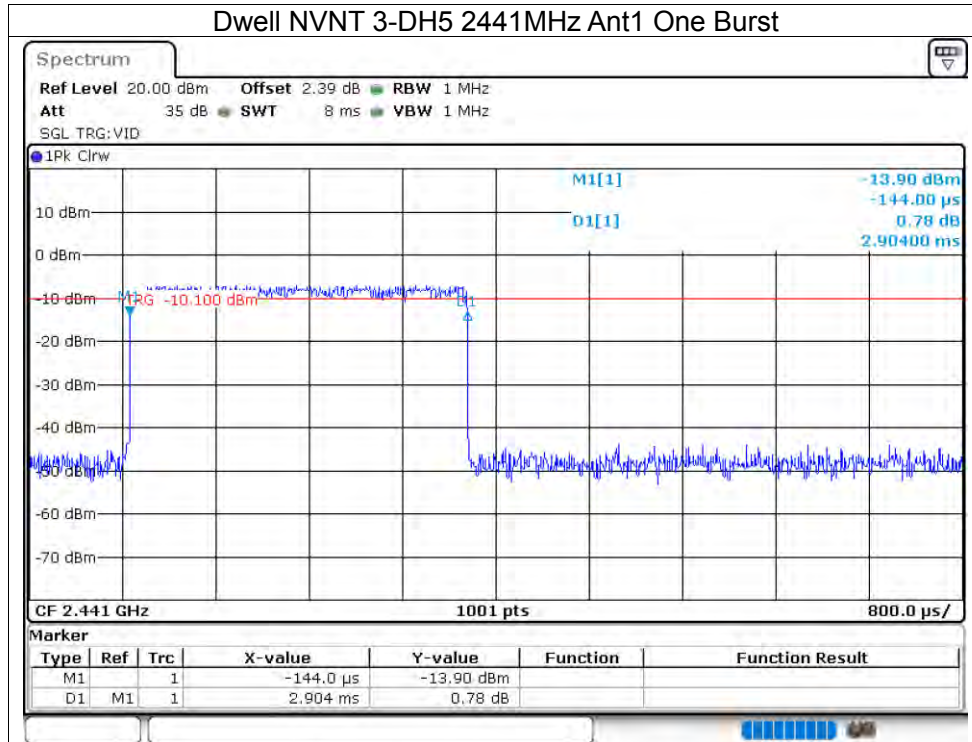 Dwell NVNT 3-DH5 2441MHz Ant1 One Burst
Spectrum
Ref Level 20.00 dBm Offset 2.39 dB RBW 1 MHz
Att 35 dB SWT 8 ms VBW 1 MHz
SGL TRG:VID
1Pk Clrw
M1[1] -13.90 dBm
-144.00 µs
D1[1] 0.78 dB
2.90400 ms
10 dBm
0 dBm
-10 dBm
M1
TRG -10.100 dBm
D1
-20 dBm
-30 dBm
-40 dBm
-50 dBm
-60 dBm
-70 dBm
CF 2.441 GHz 1001 pts 800.0 µs/
Marker
Type Ref Trc X-value Y-value Function Function Result
M1 1 -144.0 µs -13.90 dBm
D1 M1 1 2.904 ms 0.78 dB